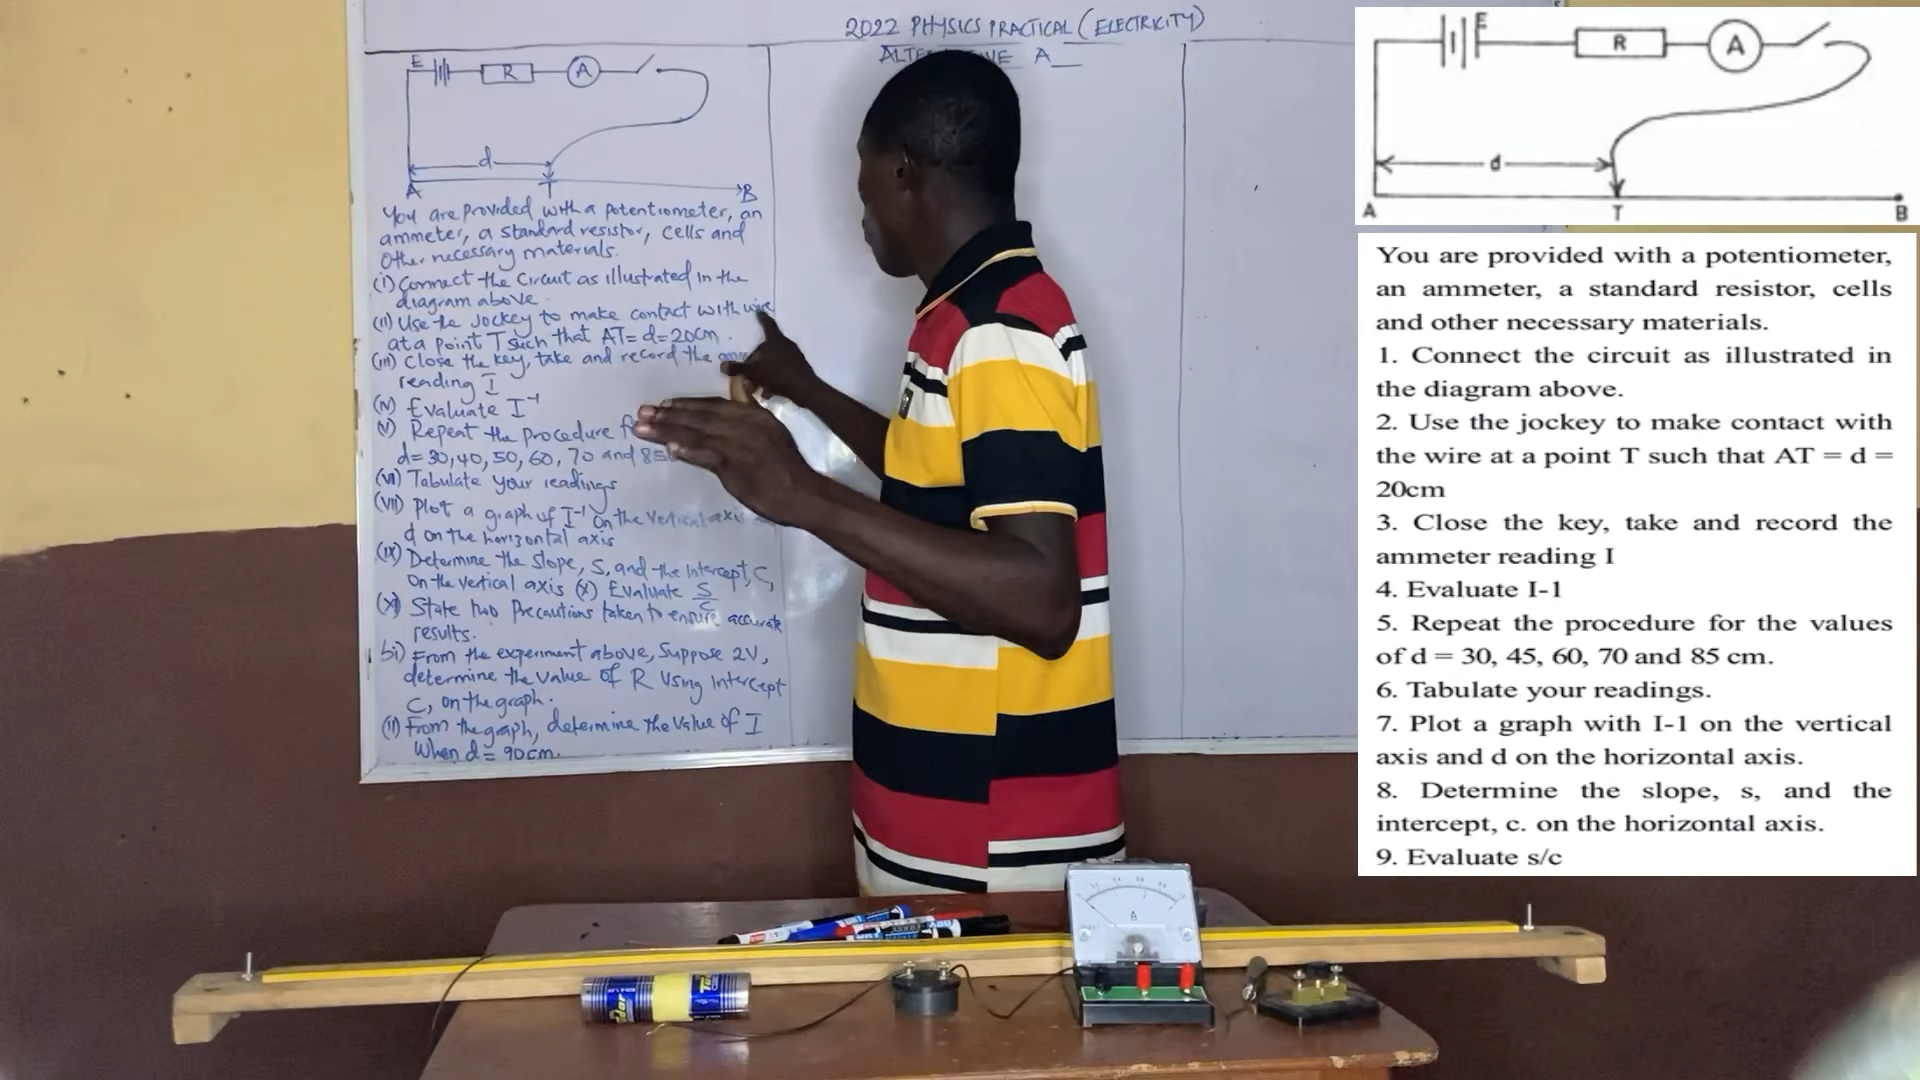 2022 PHYSICS PRACTICAL (ELECTRICITY)
A
E
R
A
d
A
T
B
You are provided with a potentiometer, an
ammeter, a standard resistor, cells and
other necessary materials.
(i) Connect the circuit as illustrated in the
diagram above.
(ii) Use the Jockey to make contact with wire
at a point T such that AT = d = 20cm.
(iii) Close the key, take and record the
reading I
(iv) Evaluate I⁻¹
(v) Repeat the procedure
d = 30, 40, 50, 60, 70 and 85
(vi) Tabulate your readings
(vii) Plot a graph of I⁻¹ on the vertical axis
d on the horizontal axis
(ix) Determine the slope, S, and the intercept, C,
on the vertical axis (x) Evaluate S/C
(xi) State two precautions taken to ensure accurate
results.
bi) From the experiment above, suppose 2V,
determine the value of R using intercept
C, on the graph.
(ii) From the graph, determine the value of I
when d = 90cm.
E
R
A
d
A
T
B
You are provided with a potentiometer,
an ammeter, a standard resistor, cells
and other necessary materials.
1. Connect the circuit as illustrated in
the diagram above.
2. Use the jockey to make contact with
the wire at a point T such that AT = d =
20cm
3. Close the key, take and record the
ammeter reading I
4. Evaluate I-1
5. Repeat the procedure for the values
of d = 30, 45, 60, 70 and 85 cm.
6. Tabulate your readings.
7. Plot a graph with I-1 on the vertical
axis and d on the horizontal axis.
8. Determine the slope, s, and the
intercept, c. on the horizontal axis.
9. Evaluate s/c
A